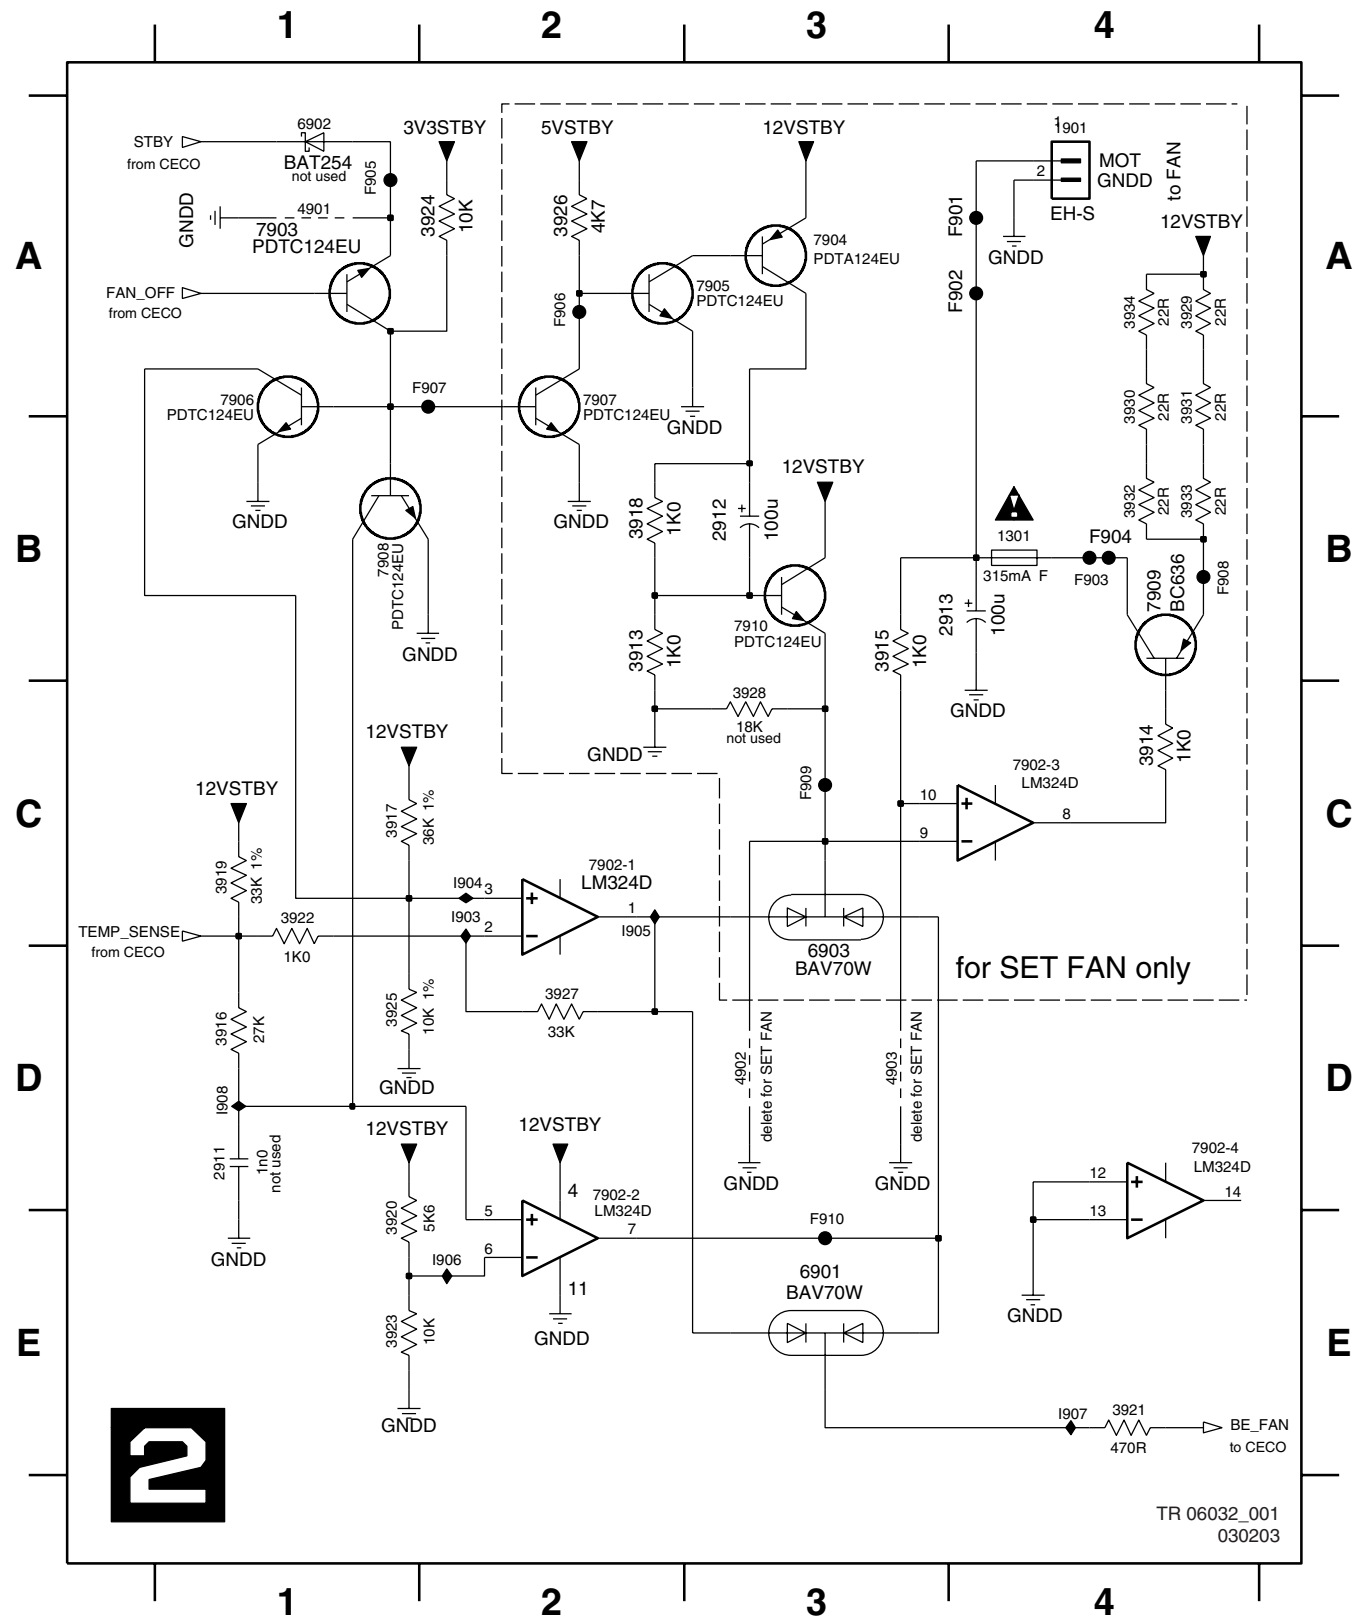 1 2 3 4
6902
STBY
from CECO
BAT254
not used
F905
3V3STBY
5VSTBY
12VSTBY
1
1901
2
MOT
GNDD
EH-S
to FAN
GNDD
4901
7903
PDTC124EU
3924
10K
3926
4K7
7904
PDTA124EU
F901
GNDD
12VSTBY
A
A
FAN_OFF
from CECO
F906
7905
PDTC124EU
F902
3934
22R
3929
22R
7906
PDTC124EU
F907
7907
PDTC124EU
GNDD
3930
22R
3931
22R
12VSTBY
GNDD
GNDD
3918
1K0
2912
+
100u
3932
22R
3933
22R
B
B
7908
PDTC124EU
1301
315mA F
F904
F903
7909
BC636
F908
GNDD
3913
1K0
7910
PDTC124EU
3915
1K0
2913
+
100u
GNDD
3928
18K
not used
GNDD
12VSTBY
3914
1K0
12VSTBY
F909
7902-3
LM324D
10
+
9
–
8
C
C
3917
36K 1%
3919
33K 1%
7902-1
LM324D
I904
3
+
I903
2
–
1
I905
TEMP_SENSE
from CECO
3922
1K0
6903
BAV70W
for SET FAN only
3916
27K
3925
10K 1%
3927
33K
4902
delete for SET FAN
4903
delete for SET FAN
D
D
GNDD
I908
12VSTBY
12VSTBY
2911
1n0
not used
GNDD
GNDD
7902-4
LM324D
12
+
13
–
14
4
7902-2
LM324D
3920
5K6
5
+
6
–
7
11
I906
F910
GNDD
6901
BAV70W
GNDD
GNDD
3923
10K
E
E
GNDD
I907
3921
470R
BE_FAN
to CECO
2
TR 06032_001
030203
1 2 3 4